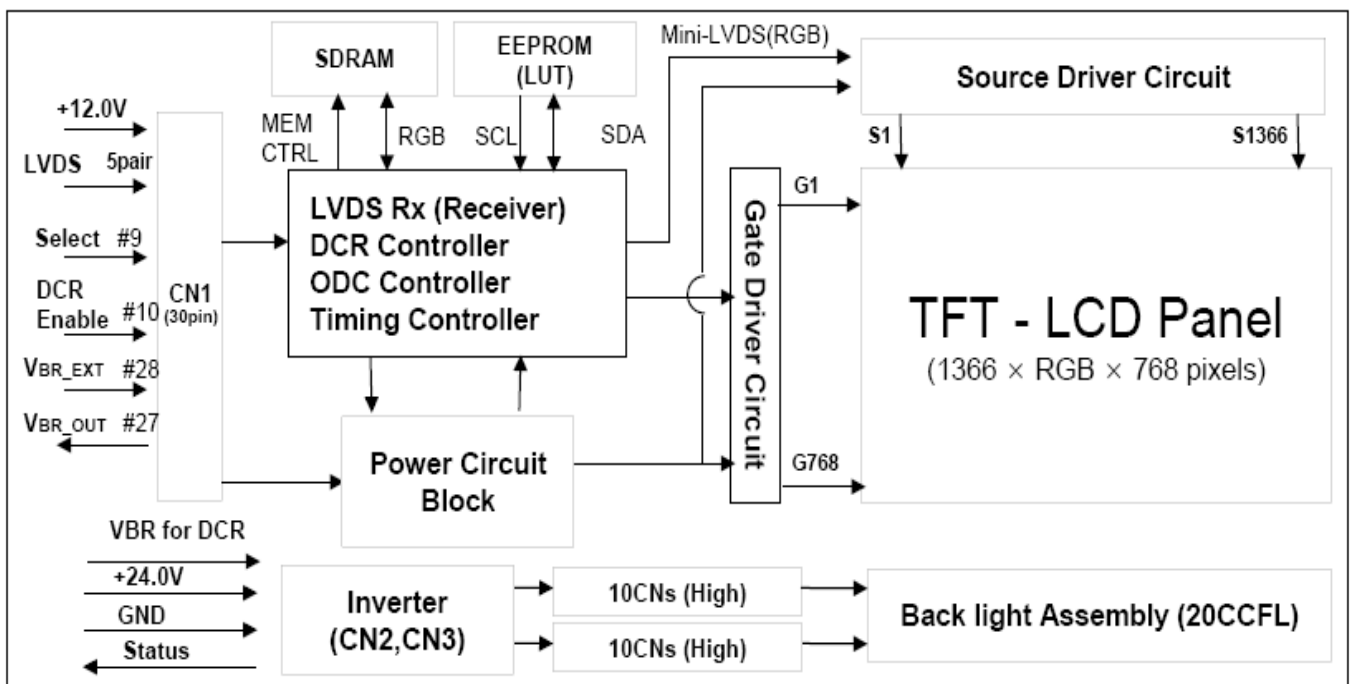 Mini-LVDS(RGB)
SDRAM
EEPROM
(LUT)
Source Driver Circuit
+12.0V
LVDS 5pair
Select #9
DCR
Enable #10
VBR_EXT #28
VBR_OUT #27
CN1
(30pin)
MEM
CTRL
RGB
SCL
SDA
S1
S1366
LVDS Rx (Receiver)
DCR Controller
ODC Controller
Timing Controller
Gate Driver Circuit
G1
G768
TFT - LCD Panel
(1366 × RGB × 768 pixels)
Power Circuit
Block
VBR for DCR
+24.0V
GND
Status
Inverter
(CN2,CN3)
10CNs (High)
10CNs (High)
Back light Assembly (20CCFL)